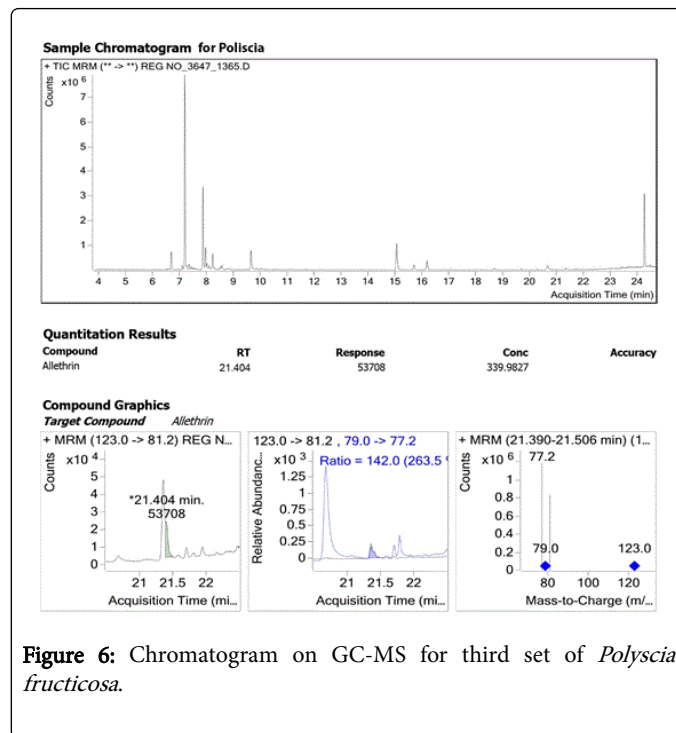 Sample Chromatogram for Poliscia
+ TIC MRM (** -> **) REG NO_3647_1365.D
Counts
x10 6
7
6
5
4
3
2
1
4 5 6 7 8 9 10 11 12 13 14 15 16 17 18 19 20 21 22 23 24
Acquisition Time (min)
Quantitation Results
Compound RT Response Conc Accuracy
Allethrin 21.404 53708 339.9827
Compound Graphics
Target Compound Allethrin
+ MRM (123.0 -> 81.2) REG N...
Counts
x10 4
5
4
3
2
1
0
*21.404 min.
53708
21 21.5 22
Acquisition Time (mi...
123.0 -> 81.2 , 79.0 -> 77.2
Relative Abundanc...
x10 3
Ratio = 142.0 (263.5 %
1.25
1
0.75
0.5
0.25
0
21 21.5 22
Acquisition Time (mi...
+ MRM (21.390-21.506 min) (1...
Counts
x10 6
77.2
1
0.8
0.6
0.4
0.2
0
79.0 123.0
80 100 120
Mass-to-Charge (m/...
Figure 6: Chromatogram on GC-MS for third set of Polyscia
fructicosa.